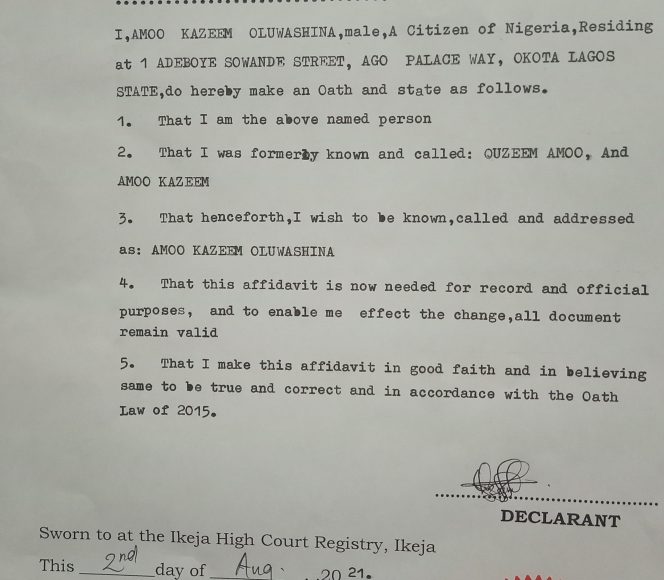 I,AMOO KAZEEM OLUWASHINA,male,A Citizen of Nigeria,Residing
at 1 ADEBOYE SOWANDE STREET, AGO PALACE WAY, OKOTA LAGOS
STATE,do hereby make an Oath and state as follows.
1. That I am the above named person
2. That I was formerly known and called: QUZEEM AMOO, And
AMOO KAZEEM
3. That henceforth,I wish to be known,called and addressed
as: AMOO KAZEEM OLUWASHINA
4. That this affidavit is now needed for record and official
purposes, and to enable me effect the change,all document
remain valid
5. That I make this affidavit in good faith and in believing
same to be true and correct and in accordance with the Oath
Law of 2015.
DECLARANT
Sworn to at the Ikeja High Court Registry, Ikeja
This 2nd day of Aug. , 2021.